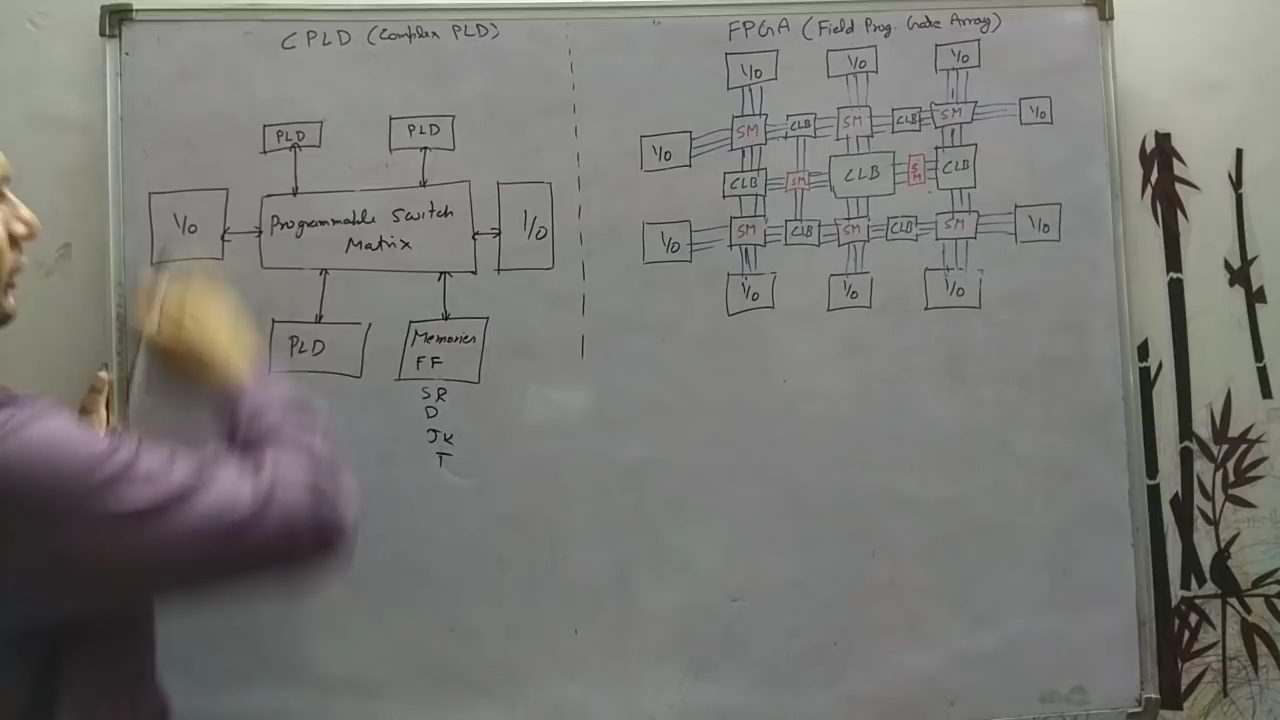 CPLD (Complex PLD)
PLD
PLD
I/O
Programmable Switch
Matrix
I/O
PLD
Memories
FF
SR
D
JK
T
FPGA (Field Prog. Gate Array)
I/O
I/O
I/O
I/O
SM
CLB
SM
CLB
SM
I/O
CLB
SM
CLB
SM
CLB
I/O
SM
CLB
SM
CLB
SM
I/O
I/O
I/O
I/O